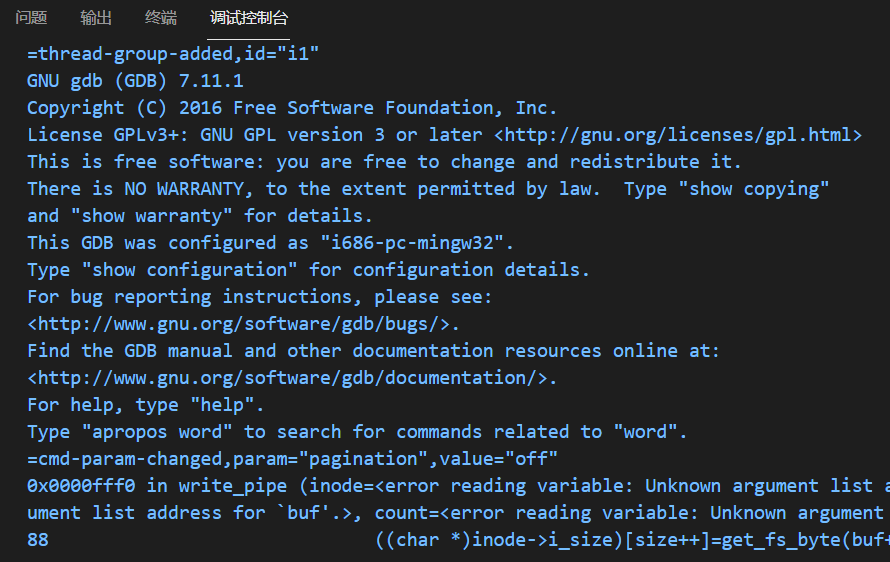 问题 输出 终端 调试控制台
=thread-group-added,id="i1"
GNU gdb (GDB) 7.11.1
Copyright (C) 2016 Free Software Foundation, Inc.
License GPLv3+: GNU GPL version 3 or later <http://gnu.org/licenses/gpl.html>
This is free software: you are free to change and redistribute it.
There is NO WARRANTY, to the extent permitted by law.  Type "show copying"
and "show warranty" for details.
This GDB was configured as "i686-pc-mingw32".
Type "show configuration" for configuration details.
For bug reporting instructions, please see:
<http://www.gnu.org/software/gdb/bugs/>.
Find the GDB manual and other documentation resources online at:
<http://www.gnu.org/software/gdb/documentation/>.
For help, type "help".
Type "apropos word" to search for commands related to "word".
=cmd-param-changed,param="pagination",value="off"
0x0000fff0 in write_pipe (inode=<error reading variable: Unknown argument list a
ument list address for `buf'.>, count=<error reading variable: Unknown argument
88                              ((char *)inode->i_size)[size++]=get_fs_byte(buf+